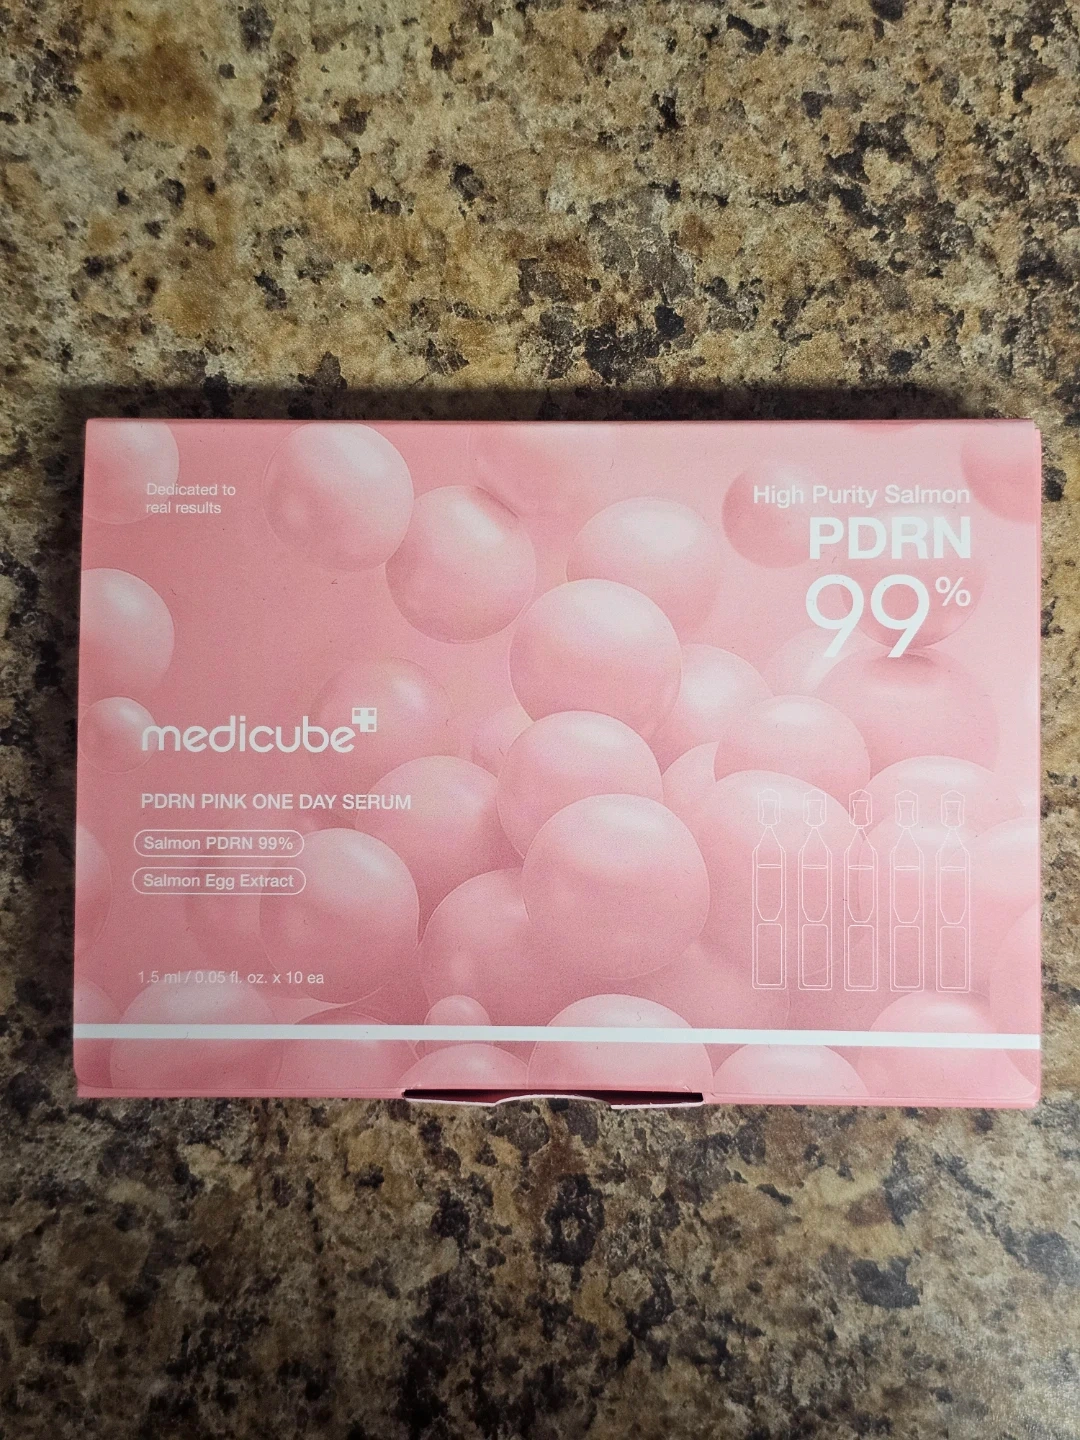 Dedicated to
real results
High Purity Salmon
PDRN
99%
medicube
PDRN PINK ONE DAY SERUM
Salmon PDRN 99%
Salmon Egg Extract
1.5 ml / 0.05 fl. oz. x 10 ea